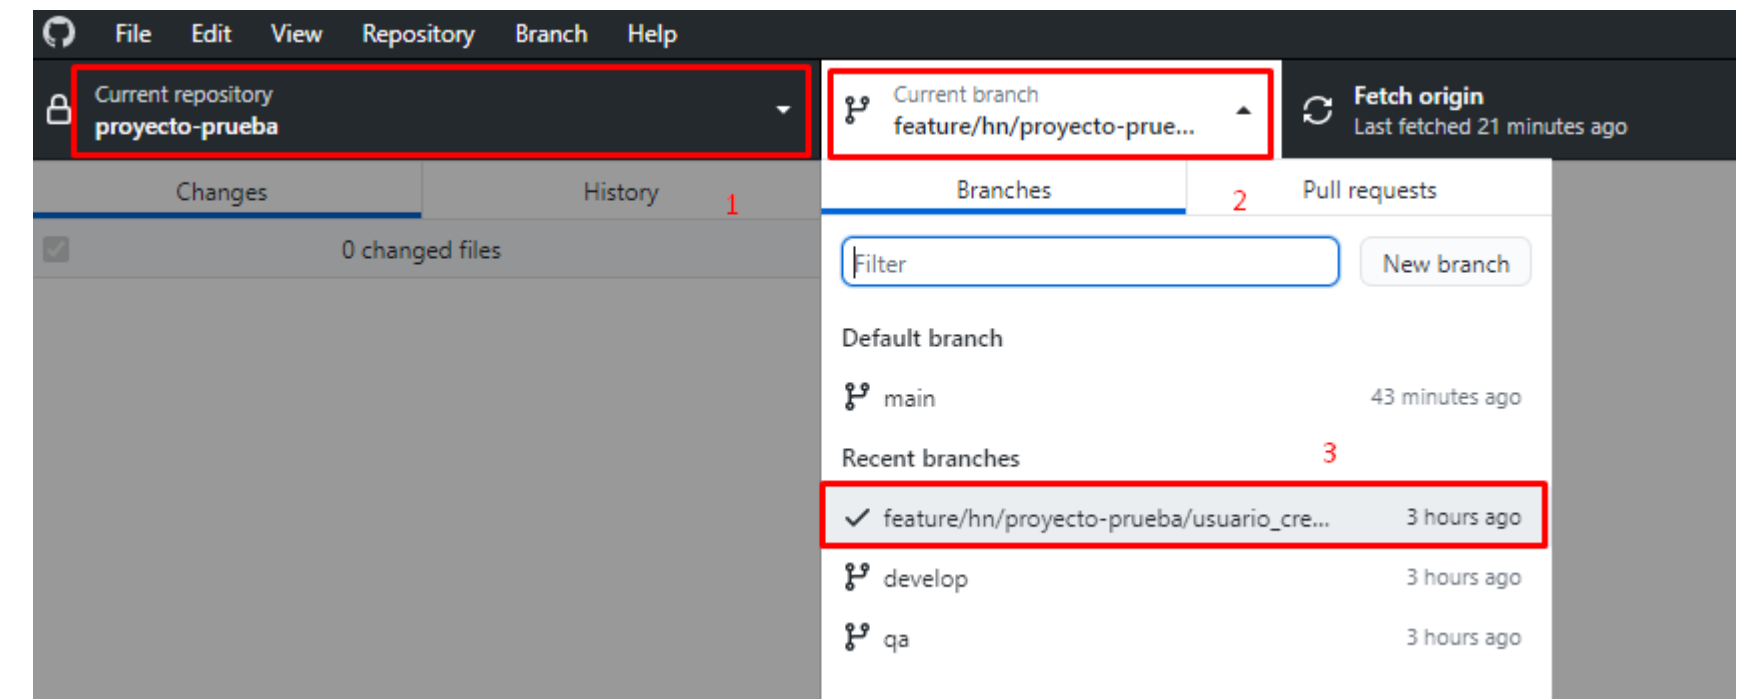 File Edit View Repository Branch Help
Current repository
proyecto-prueba
Current branch
feature/hn/proyecto-prue...
Fetch origin
Last fetched 21 minutes ago
Changes History 1
0 changed files
Branches 2 Pull requests
Filter New branch
Default branch
main 43 minutes ago
Recent branches 3
feature/hn/proyecto-prueba/usuario_cre... 3 hours ago
develop 3 hours ago
qa 3 hours ago